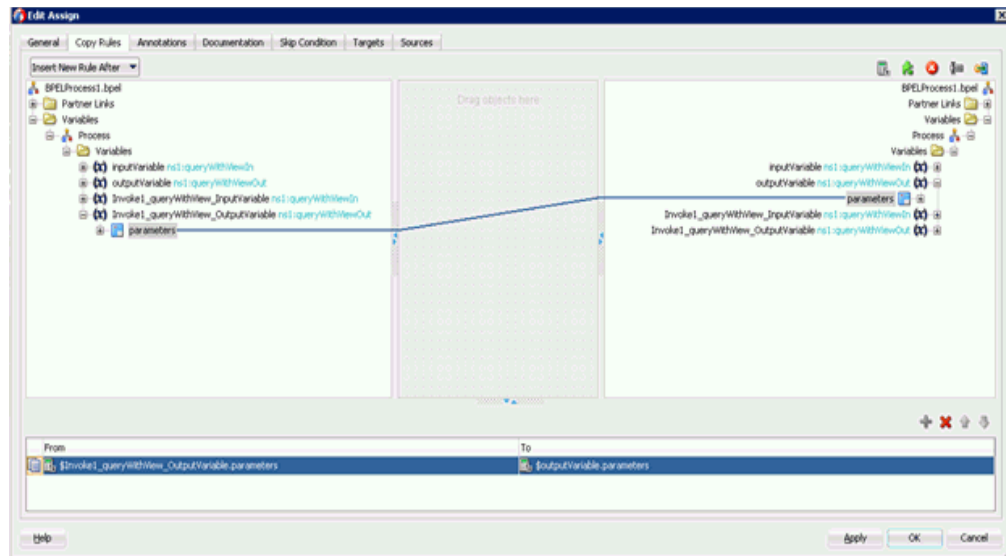 Edit Assign
General Copy Rules Annotations Documentation Skip Condition Targets Sources
Insert New Rule After
BPELProcess1.bpel
Partner Links
Variables
Process
Variables
inputVariable ns1:queryWithViewIn
outputVariable ns1:queryWithViewOut
Invoke1_queryWithView_InputVariable ns1:queryWithViewIn
Invoke1_queryWithView_OutputVariable ns1:queryWithViewOut
parameters
Drag objects here
BPELProcess1.bpel
Partner Links
Variables
Process
Variables
inputVariable ns1:queryWithViewIn
outputVariable ns1:queryWithViewOut
parameters
Invoke1_queryWithView_InputVariable ns1:queryWithViewIn
Invoke1_queryWithView_OutputVariable ns1:queryWithViewOut
From To
$Invoke1_queryWithView_OutputVariable.parameters $outputVariable.parameters
Help Apply OK Cancel